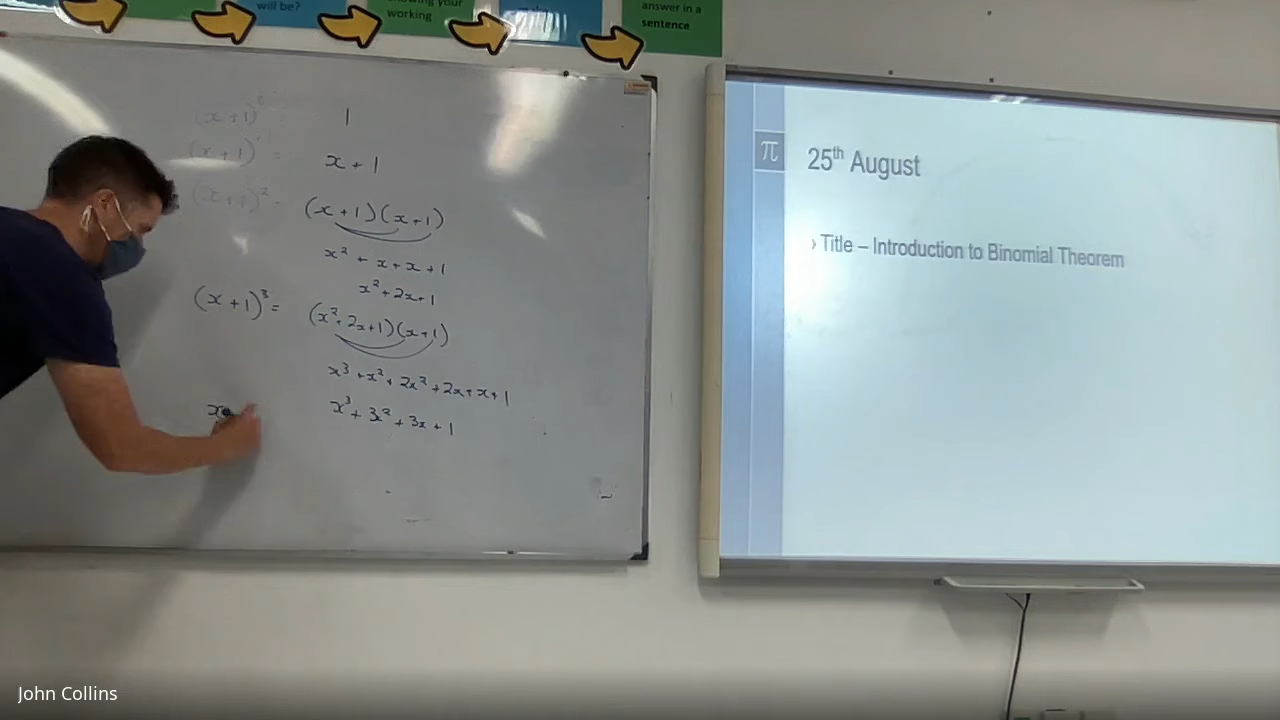 will be?
showing your
working
answer in a
sentence
(x+1)⁰ 1
(x+1)¹ = x + 1
(x+1)² = (x+1)(x+1)
x² + x + x + 1
x² + 2x + 1
(x+1)³ = (x² + 2x + 1)(x+1)
x³ + x² + 2x² + 2x + x + 1
x³ + 3x² + 3x + 1
x
π
25th August
› Title – Introduction to Binomial Theorem
John Collins